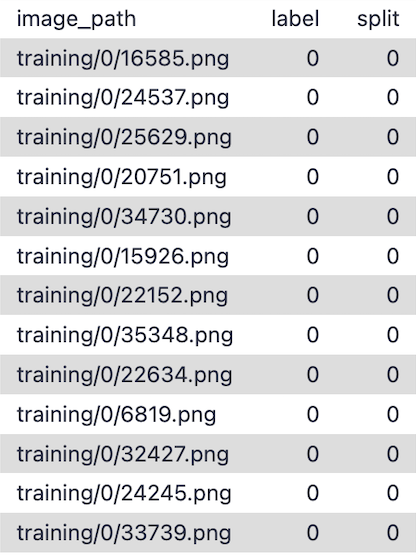 image_path label split
training/0/16585.png 0 0
training/0/24537.png 0 0
training/0/25629.png 0 0
training/0/20751.png 0 0
training/0/34730.png 0 0
training/0/15926.png 0 0
training/0/22152.png 0 0
training/0/35348.png 0 0
training/0/22634.png 0 0
training/0/6819.png 0 0
training/0/32427.png 0 0
training/0/24245.png 0 0
training/0/33739.png 0 0